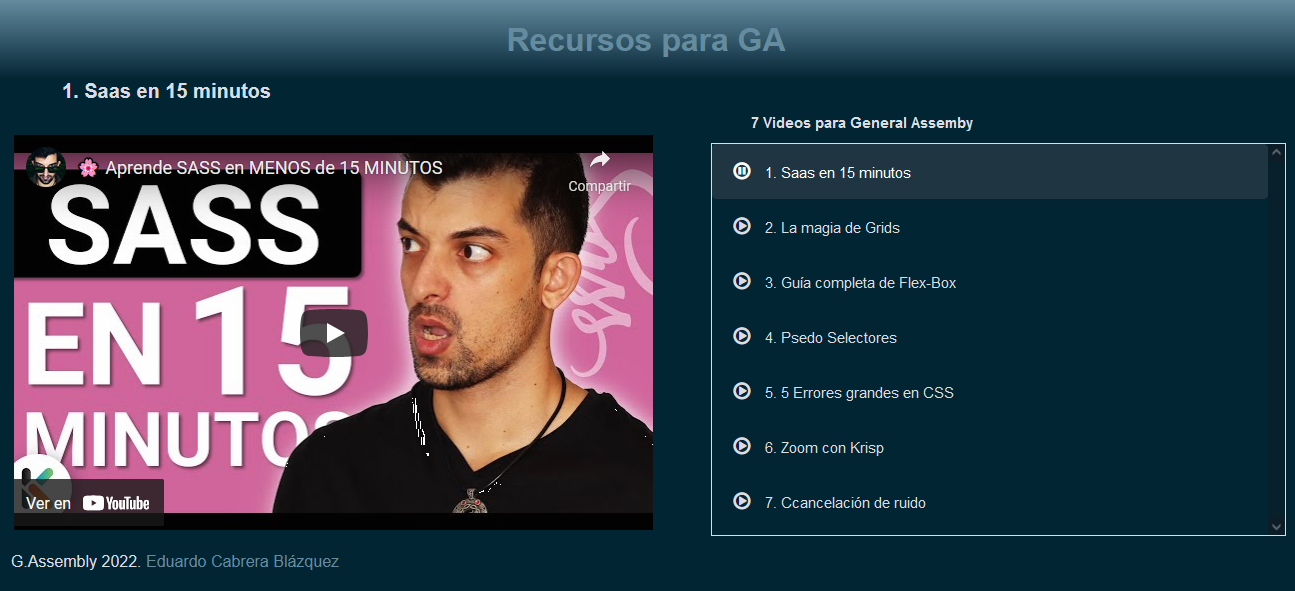 Recursos para GA
1. Saas en 15 minutos
Aprende SASS en MENOS de 15 MINUTOS
Compartir
SASS
EN 15
MINUTOS
Ver en YouTube
7 Videos para General Assemby
1. Saas en 15 minutos
2. La magia de Grids
3. Guía completa de Flex-Box
4. Psedo Selectores
5. 5 Errores grandes en CSS
6. Zoom con Krisp
7. Ccancelación de ruido
G.Assembly 2022. Eduardo Cabrera Blázquez